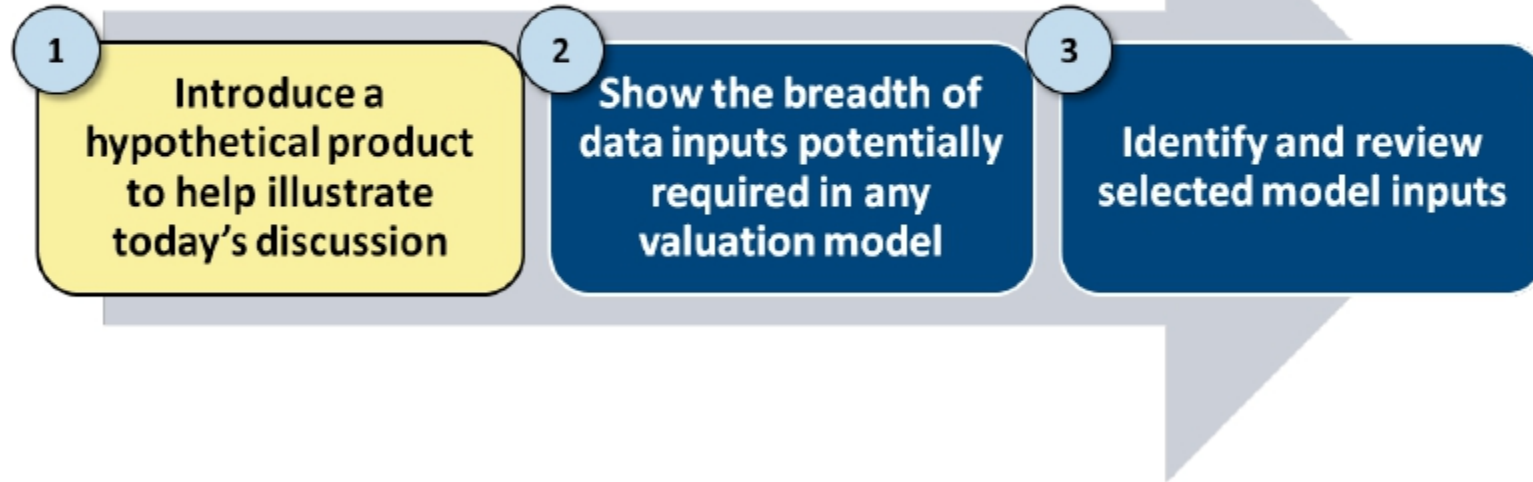 1
Introduce a
hypothetical product
to help illustrate
today's discussion
2
Show the breadth of
data inputs potentially
required in any
valuation model
3
Identify and review
selected model inputs